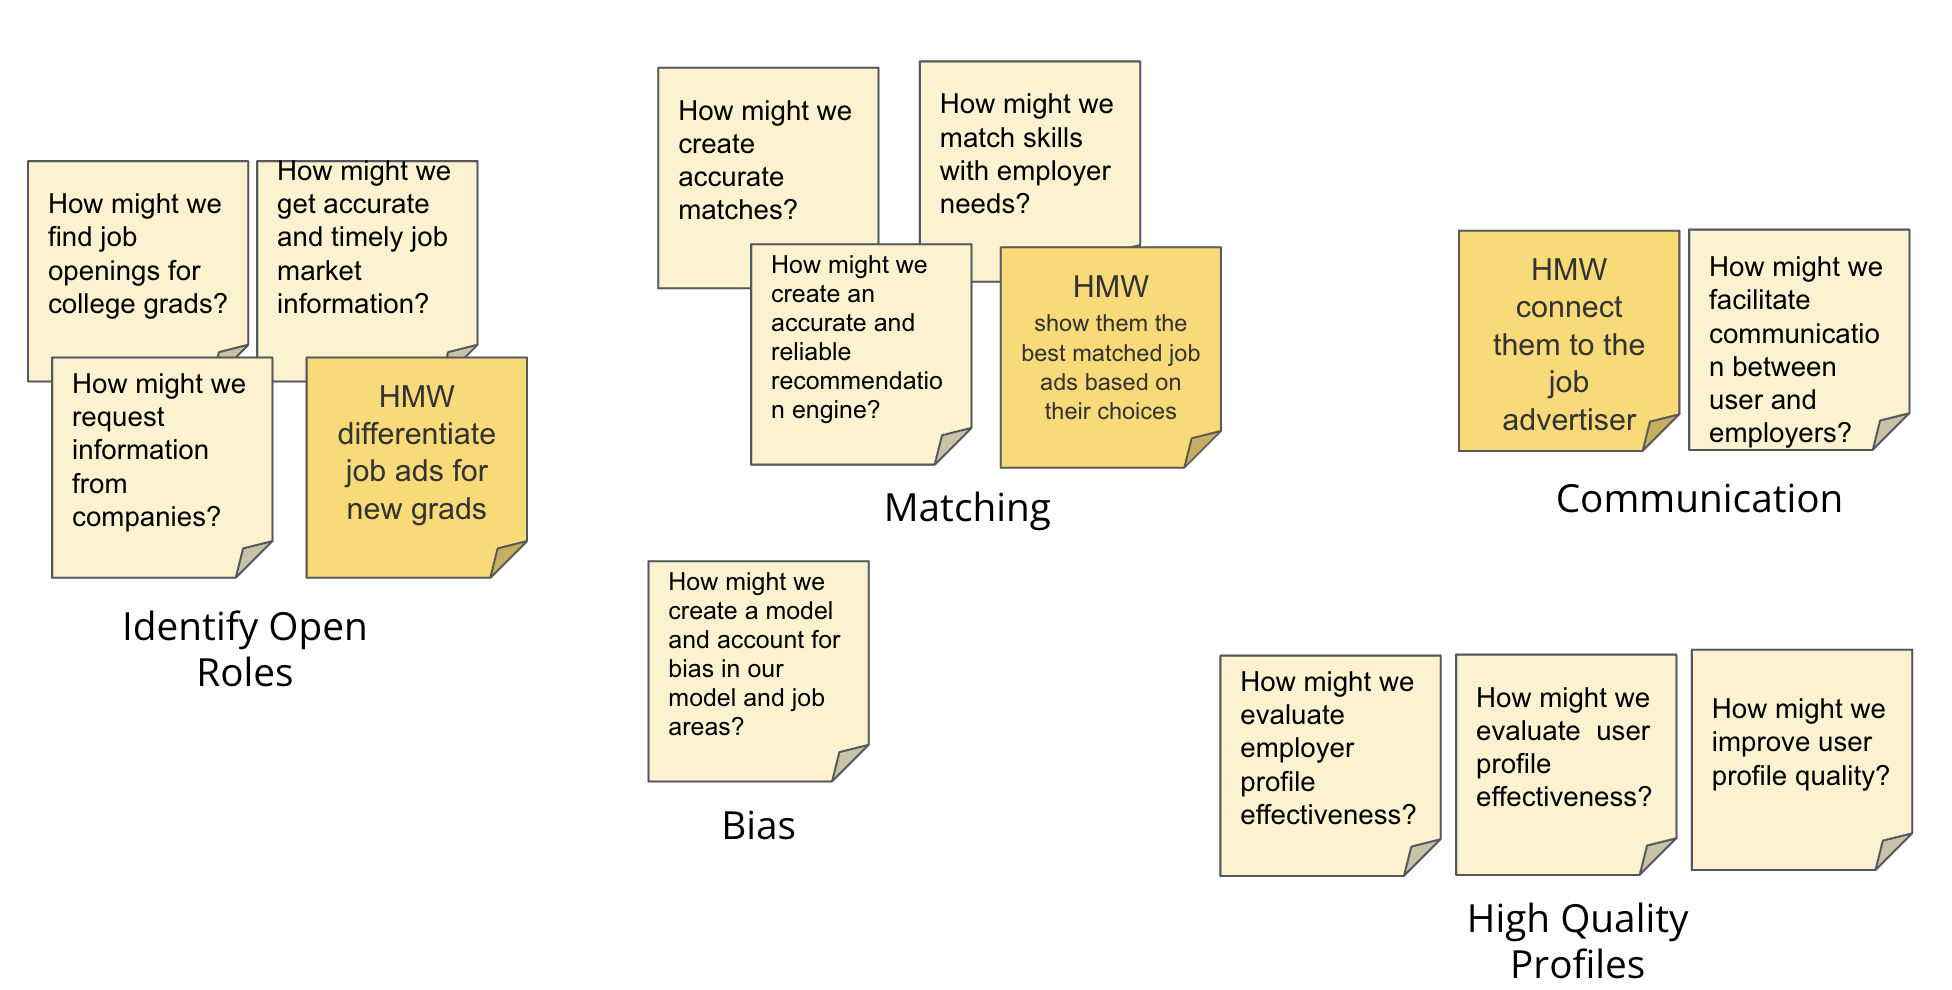 How might we
find job
openings for
college grads?
How might we
get accurate
and timely job
market
information?
How might we
request
information
from
companies?
HMW
differentiate
job ads for
new grads
Identify Open
Roles
How might we
create
accurate
matches?
How might we
match skills
with employer
needs?
How might we
create an
accurate and
reliable
recommendatio
n engine?
HMW
show them the
best matched job
ads based on
their choices
Matching
HMW
connect
them to the
job
advertiser
How might we
facilitate
communicatio
n between
user and
employers?
Communication
How might we
create a model
and account for
bias in our
model and job
areas?
Bias
How might we
evaluate
employer
profile
effectiveness?
How might we
evaluate  user
profile
effectiveness?
How might we
improve user
profile quality?
High Quality
Profiles